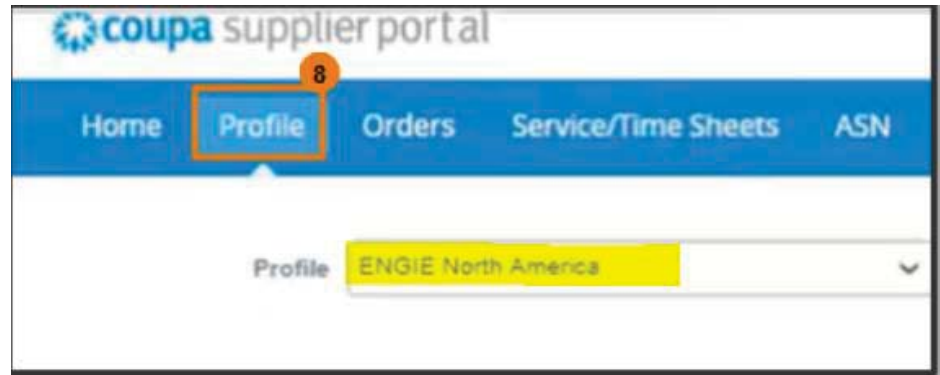 coupa supplier portal
8
Home Profile Orders Service/Time Sheets ASN
Profile ENGIE North America